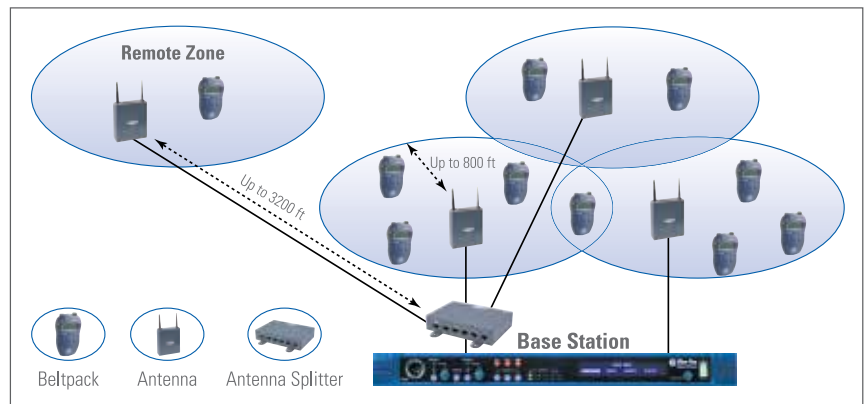 Remote Zone
Up to 800 ft
Up to 3200 ft
Base Station
Beltpack
Antenna
Antenna Splitter